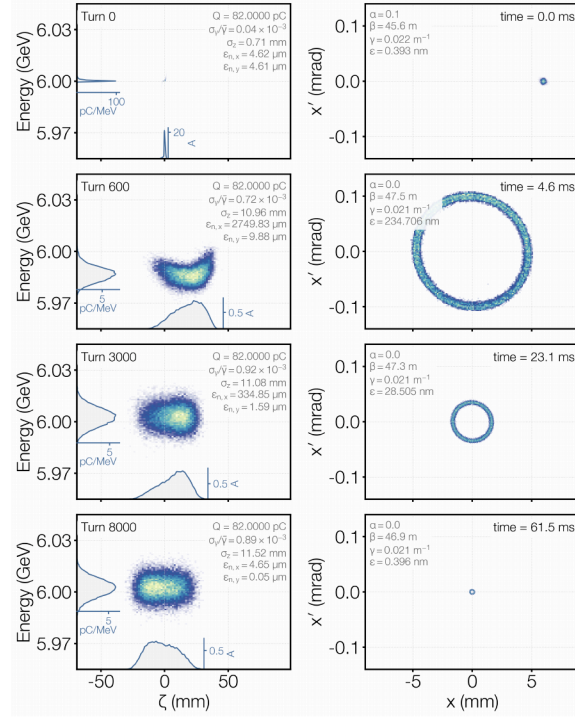 Turn 0
Q = 82.0000 pC
σγ/γ̄ = 0.04 × 10⁻³
σz = 0.71 mm
εn, x = 4.62 μm
εn, y = 4.61 μm
Energy (GeV)
6.03
6.00
5.97
100
pC/MeV
20
A
α = 0.1
β = 45.6 m
γ = 0.022 m⁻¹
ε = 0.393 nm
time = 0.0 ms
x′ (mrad)
0.1
0.0
-0.1
Turn 600
Q = 82.0000 pC
σγ/γ̄ = 0.72 × 10⁻³
σz = 10.96 mm
εn, x = 2749.83 μm
εn, y = 9.88 μm
Energy (GeV)
6.03
6.00
5.97
5
pC/MeV
0.5 A
α = 0.0
β = 47.5 m
γ = 0.021 m⁻¹
ε = 234.706 nm
time = 4.6 ms
x′ (mrad)
0.1
0.0
-0.1
Turn 3000
Q = 82.0000 pC
σγ/γ̄ = 0.92 × 10⁻³
σz = 11.08 mm
εn, x = 334.85 μm
εn, y = 1.59 μm
Energy (GeV)
6.03
6.00
5.97
5
pC/MeV
0.5 A
α = 0.0
β = 47.3 m
γ = 0.021 m⁻¹
ε = 28.505 nm
time = 23.1 ms
x′ (mrad)
0.1
0.0
-0.1
Turn 8000
Q = 82.0000 pC
σγ/γ̄ = 0.89 × 10⁻³
σz = 11.52 mm
εn, x = 4.65 μm
εn, y = 0.05 μm
Energy (GeV)
6.03
6.00
5.97
5
pC/MeV
0.5
A
-50 0 50
ζ (mm)
α = 0.0
β = 46.9 m
γ = 0.021 m⁻¹
ε = 0.396 nm
time = 61.5 ms
x′ (mrad)
0.1
0.0
-0.1
-5 0 5
x (mm)